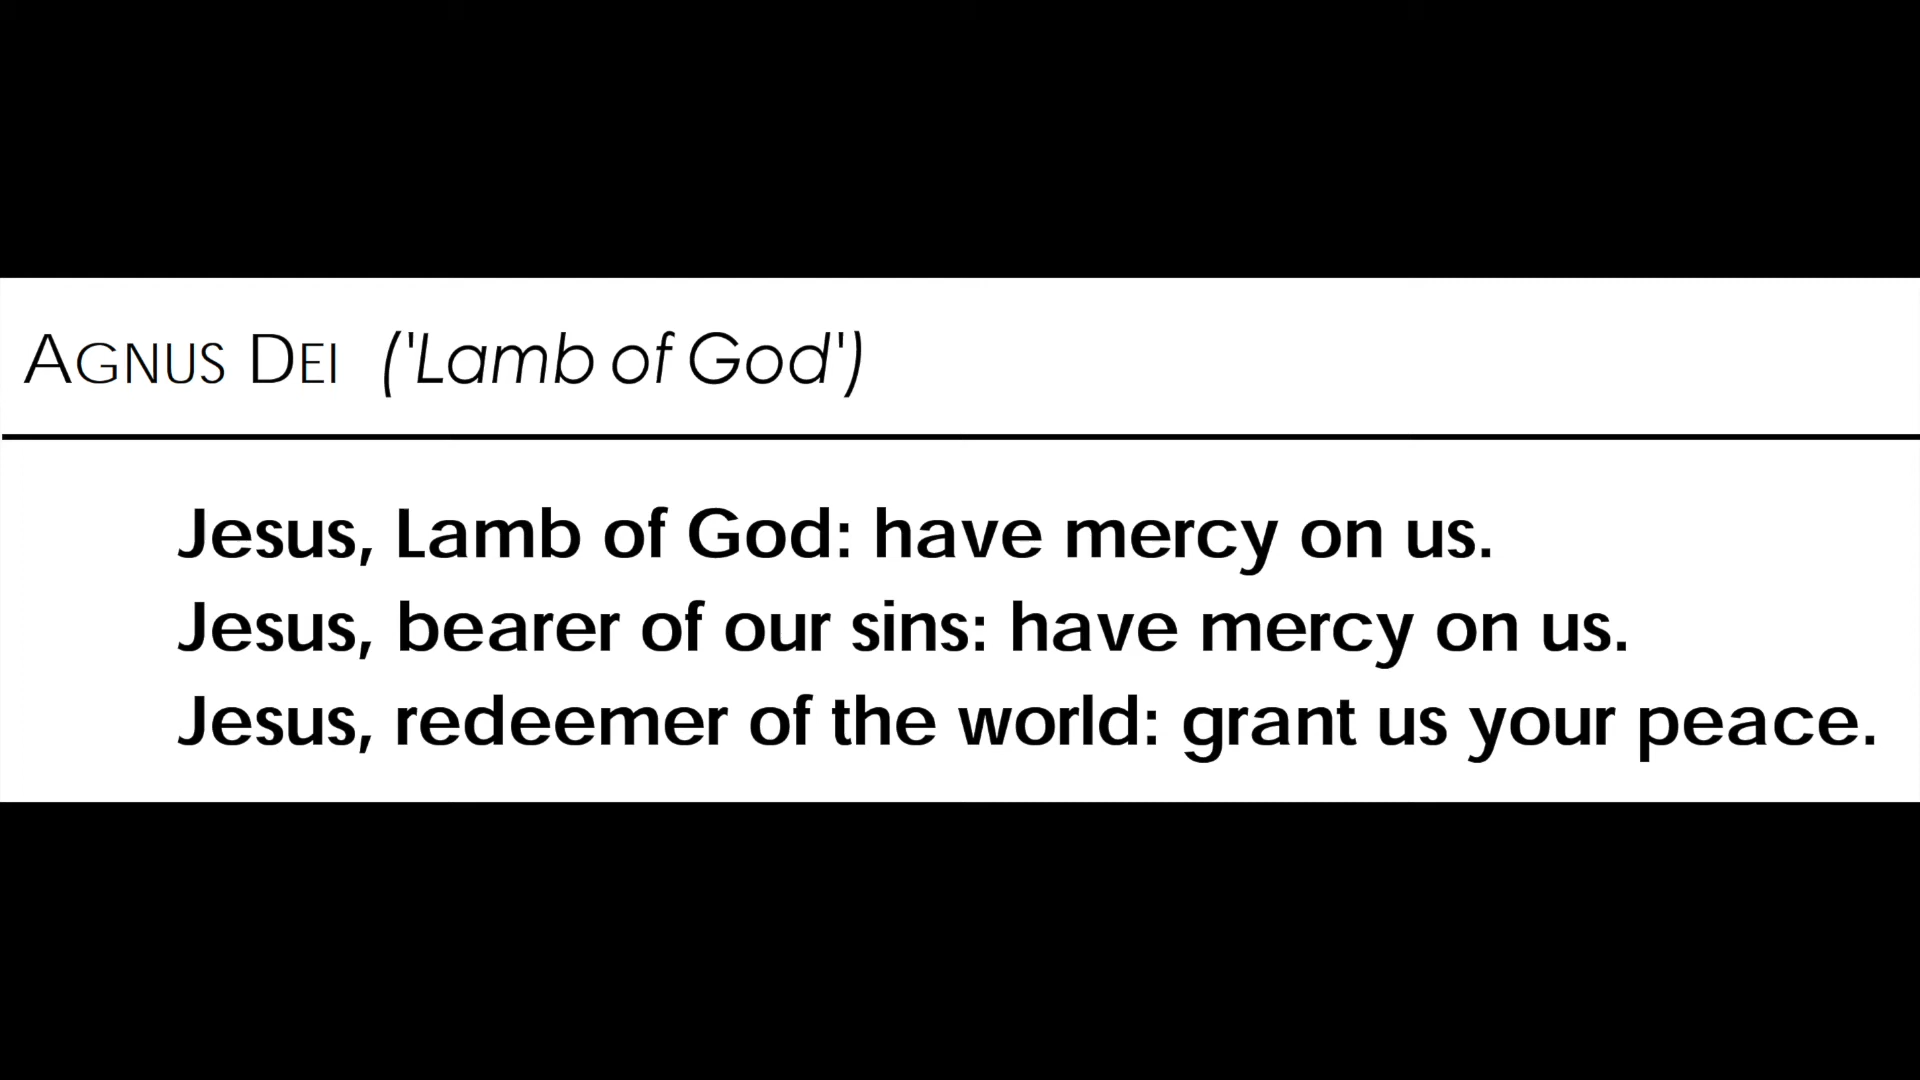 AGNUS DEI ('Lamb of God')
Jesus, Lamb of God: have mercy on us.
Jesus, bearer of our sins: have mercy on us.
Jesus, redeemer of the world: grant us your peace.